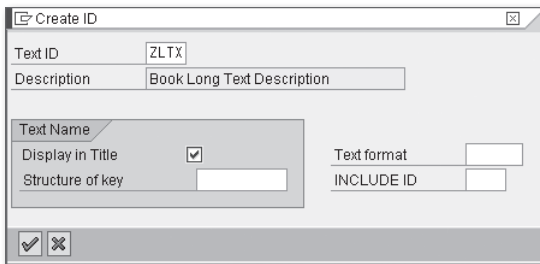 Create ID
Text ID ZLTX
Description Book Long Text Description
Text Name
Display in Title
Text format
Structure of key
INCLUDE ID